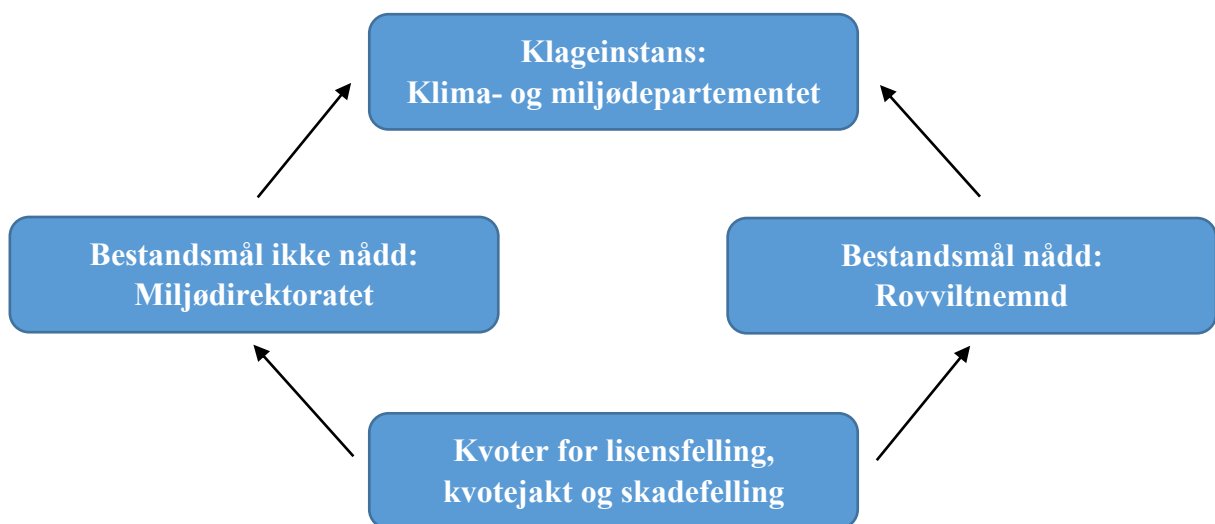 Klageinstans:
Klima- og miljødepartementet
Bestandsmål ikke nådd:
Miljødirektoratet
Bestandsmål nådd:
Rovviltnemnd
Kvoter for lisensfelling,
kvotejakt og skadefelling